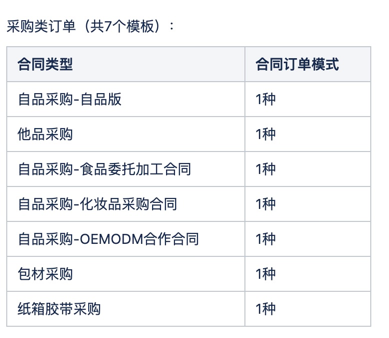 采购类订单（共7个模板）：
合同类型 合同订单模式
自品采购-自品版 1种
他品采购 1种
自品采购-食品委托加工合同 1种
自品采购-化妆品采购合同 1种
自品采购-OEMODM合作合同 1种
包材采购 1种
纸箱胶带采购 1种